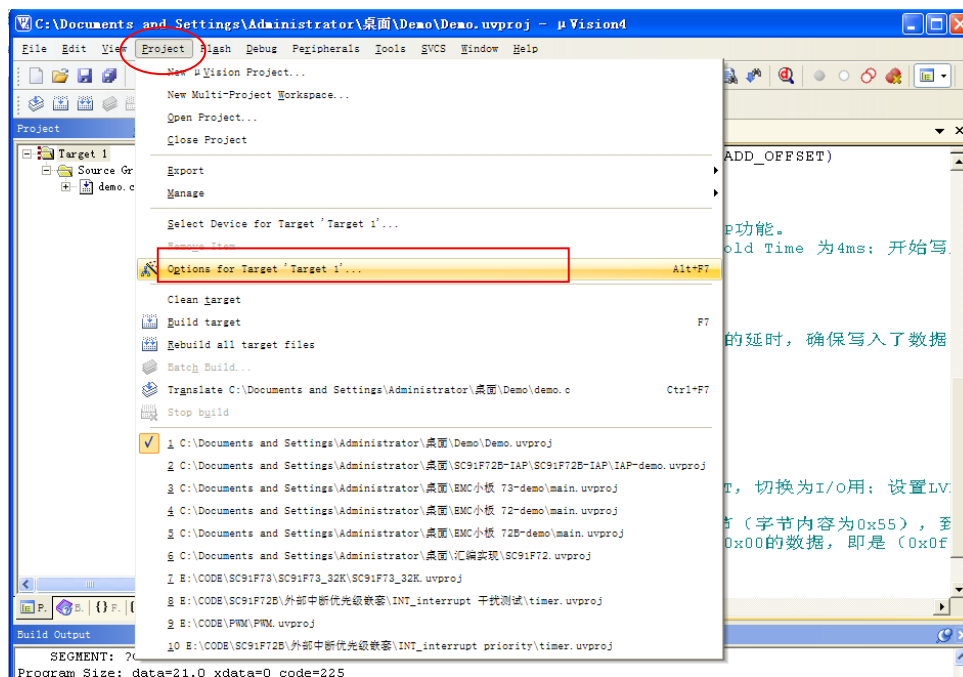 C:\Documents and Settings\Administrator\桌面\Demo\Demo.uvproj - µVision4
File Edit View Project Flash Debug Peripherals Tools SVCS Window Help
New µVision Project...
New Multi-Project Workspace...
Project
Open Project...
Close Project
Target 1
ADD_OFFSET)
Source Gr
Export
demo.c
Manage
Select Device for Target 'Target 1'...
P功能。
Remove Item
old Time 为4ms; 开始写
Options for Target 'Target 1'... Alt+F7
Clean target
Build target F7
的延时, 确保写入了数据
Rebuild all target files
Batch Build...
Translate C:\Documents and Settings\Administrator\桌面\Demo\demo.c Ctrl+F7
Stop build
1 C:\Documents and Settings\Administrator\桌面\Demo\Demo.uvproj
2 C:\Documents and Settings\Administrator\桌面\SC91F72B-IAP\SC91F72B-IAP\IAP-demo.uvproj
3 C:\Documents and Settings\Administrator\桌面\EMC小板 73-demo\main.uvproj
T, 切换为I/O用; 设置LV
4 C:\Documents and Settings\Administrator\桌面\EMC小板 72-demo\main.uvproj
节 (字节内容为0x55) , 至
5 C:\Documents and Settings\Administrator\桌面\EMC小板 72B-demo\main.uvproj
0x00的数据, 即是 (0x0f
6 C:\Documents and Settings\Administrator\桌面\汇编实现\SC91F72.uvproj
7 E:\CODE\SC91F73\SC91F73_32K\SC91F73_32K.uvproj
8 E:\CODE\SC91F72B\外部中断优先级嵌套\INT_interrupt 干扰测试\timer.uvproj
P. B. {} F.
9 E:\CODE\PWM\PWM.uvproj
Build Output
10 E:\CODE\SC91F72B\外部中断优先级嵌套\INT_interrupt priority\timer.uvproj
SEGMENT:
Program Size: data=21.0 xdata=0 code=225